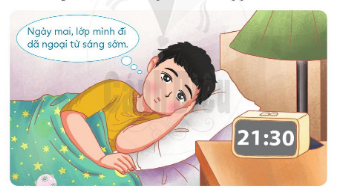 Ngày mai, lớp mình đi
dã ngoại từ sáng sớm.
21:30